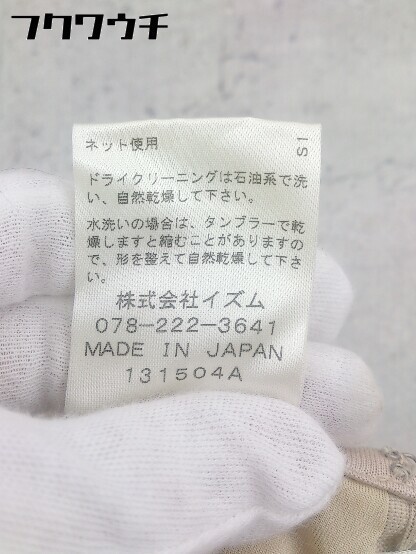 フクワウチ
ネット使用
IS
ドライクリーニングは石油系で洗
い、自然乾燥して下さい。
水洗いの場合は、タンブラーで乾
燥しますと縮むことがありますの
で、形を整えて自然乾燥して下さ
い。
株式会社イズム
078-222-3641
MADE IN JAPAN
131504A